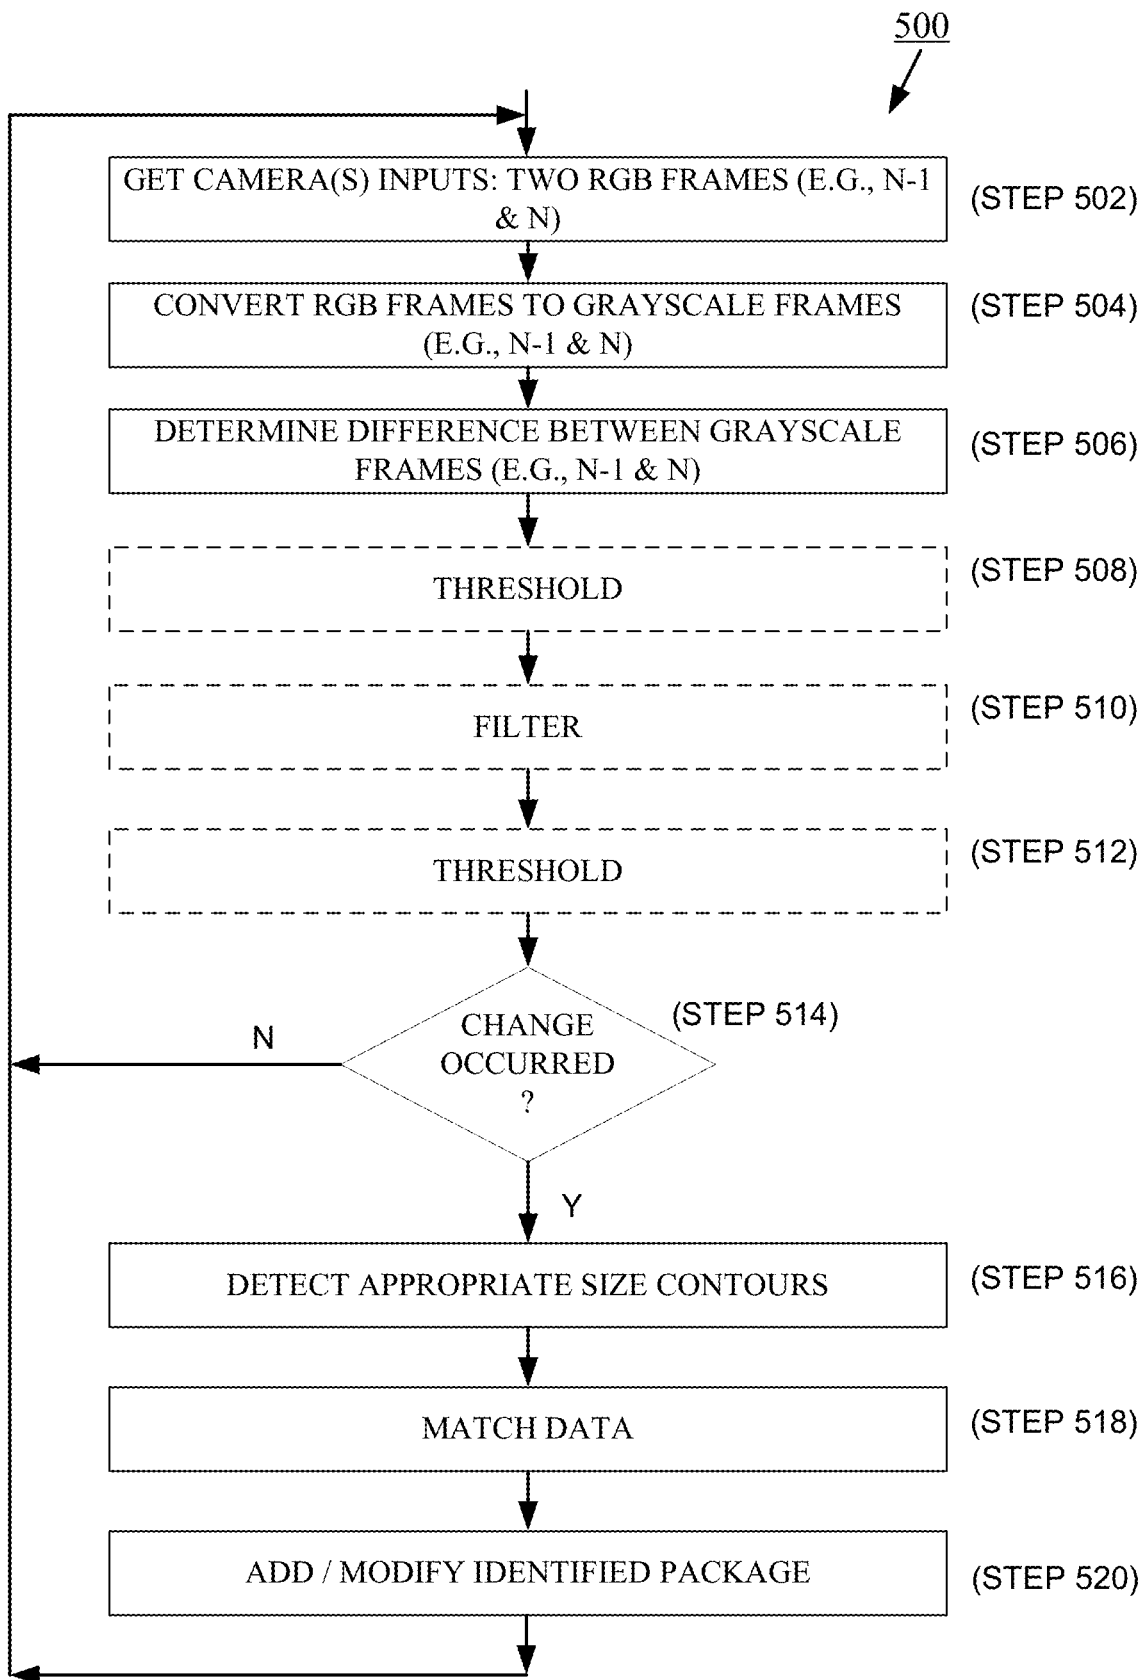 500
GET CAMERA(S) INPUTS: TWO RGB FRAMES (E.G., N-1
& N)
(STEP 502)
CONVERT RGB FRAMES TO GRAYSCALE FRAMES
(E.G., N-1 & N)
(STEP 504)
DETERMINE DIFFERENCE BETWEEN GRAYSCALE
FRAMES (E.G., N-1 & N)
(STEP 506)
THRESHOLD
(STEP 508)
FILTER
(STEP 510)
THRESHOLD
(STEP 512)
CHANGE
OCCURRED
?
(STEP 514)
N
Y
DETECT APPROPRIATE SIZE CONTOURS
(STEP 516)
MATCH DATA
(STEP 518)
ADD / MODIFY IDENTIFIED PACKAGE
(STEP 520)